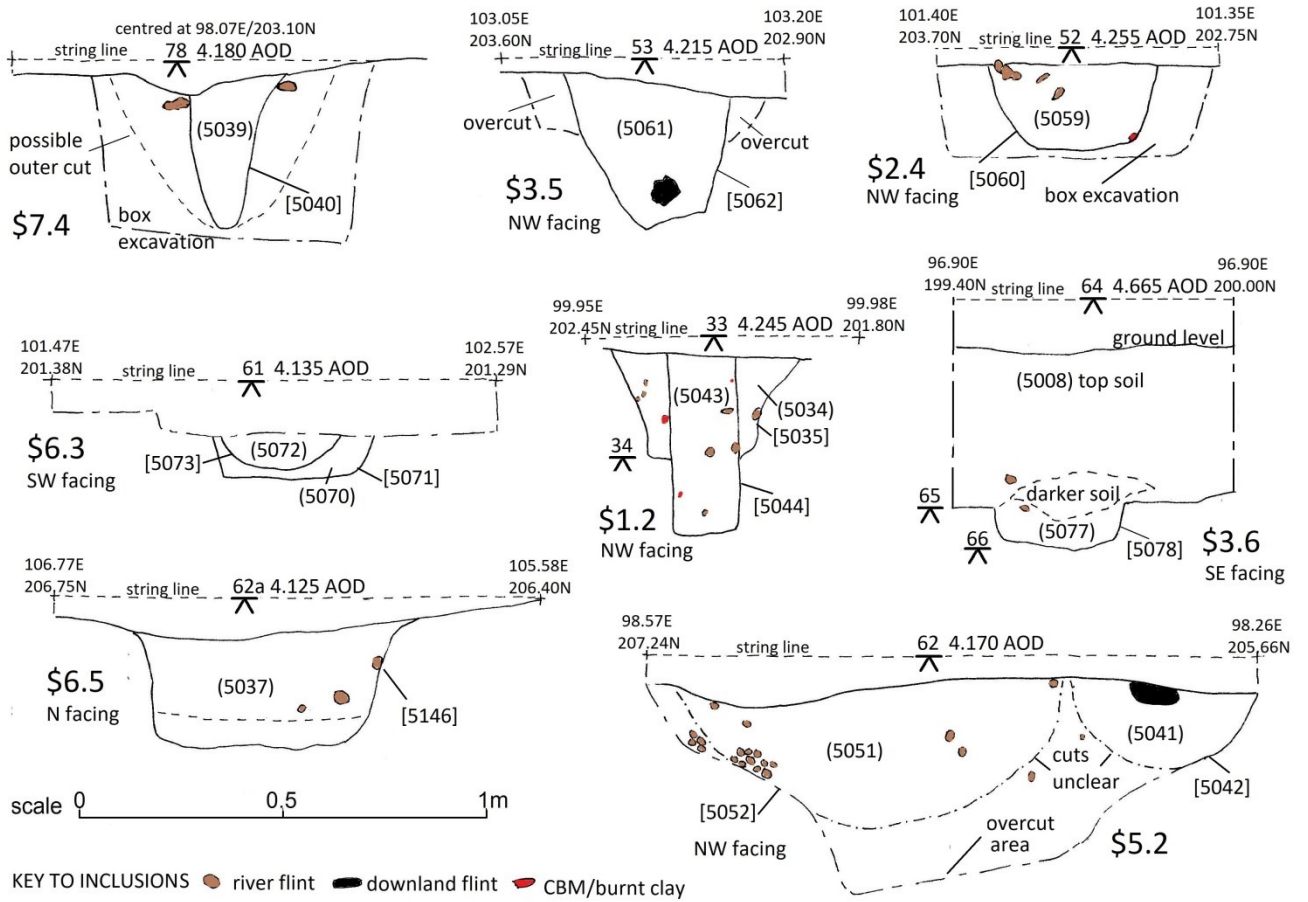 centred at 98.07E/203.10N
string line 78 4.180 AOD
possible
outer cut
(5039)
[5040]
box
excavation
$7.4
103.05E
203.60N
string line 53 4.215 AOD
103.20E
202.90N
overcut
(5061)
overcut
[5062]
$3.5
NW facing
101.40E
203.70N
string line 52 4.255 AOD
101.35E
202.75N
(5059)
$2.4
NW facing
[5060]
box excavation
101.47E
201.38N
string line 61 4.135 AOD
102.57E
201.29N
$6.3
SW facing
[5073]
(5072)
[5071]
(5070)
99.95E
202.45N
string line 33 4.245 AOD
99.98E
201.80N
(5043)
(5034)
[5035]
34
[5044]
$1.2
NW facing
96.90E
199.40N
string line 64 4.665 AOD
96.90E
200.00N
ground level
(5008) top soil
darker soil
65
(5077)
66
[5078]
$3.6
SE facing
106.77E
206.75N
string line 62a 4.125 AOD
105.58E
206.40N
$6.5
N facing
(5037)
[5146]
98.57E
207.24N
string line 62 4.170 AOD
98.26E
205.66N
(5051)
(5041)
cuts
unclear
[5052]
NW facing
[5042]
overcut
area
$5.2
scale 0 0.5 1m
KEY TO INCLUSIONS river flint downland flint CBM/burnt clay